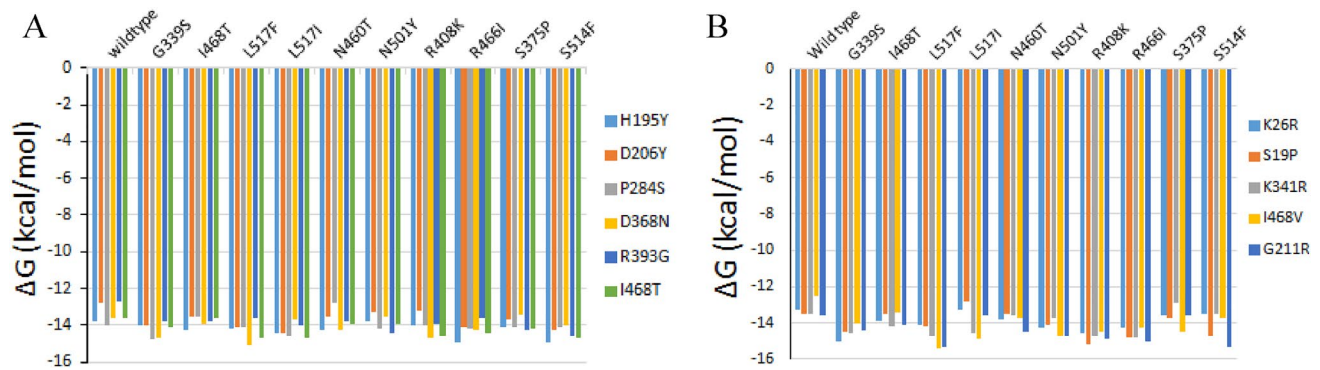 A
wildtype
G339S
I468T
L517F
L517I
N460T
N501Y
R408K
R466I
S375P
S514F
0
-2
-4
-6
-8
-10
-12
-14
-16
ΔG (kcal/mol)
H195Y
D206Y
P284S
D368N
R393G
I468T
B
Wildtype
G339S
I468T
L517F
L517I
N460T
N501Y
R408K
R466I
S375P
S514F
0
-2
-4
-6
-8
-10
-12
-14
-16
ΔG (kcal/mol)
K26R
S19P
K341R
I468V
G211R